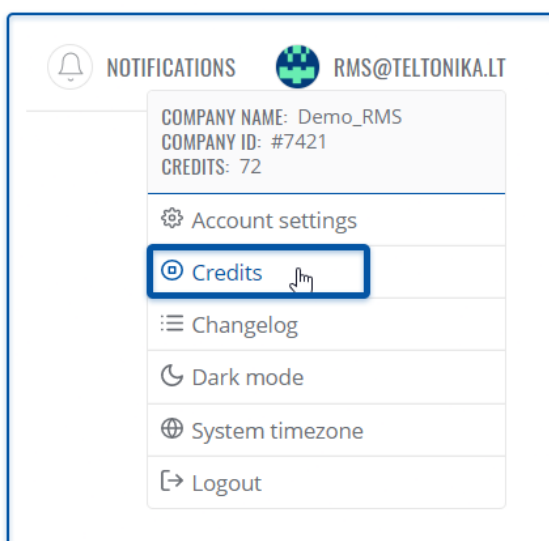 NOTIFICATIONS RMS@TELTONIKA.LT
COMPANY NAME: Demo_RMS
COMPANY ID: #7421
CREDITS: 72
Account settings
Credits
Changelog
Dark mode
System timezone
Logout